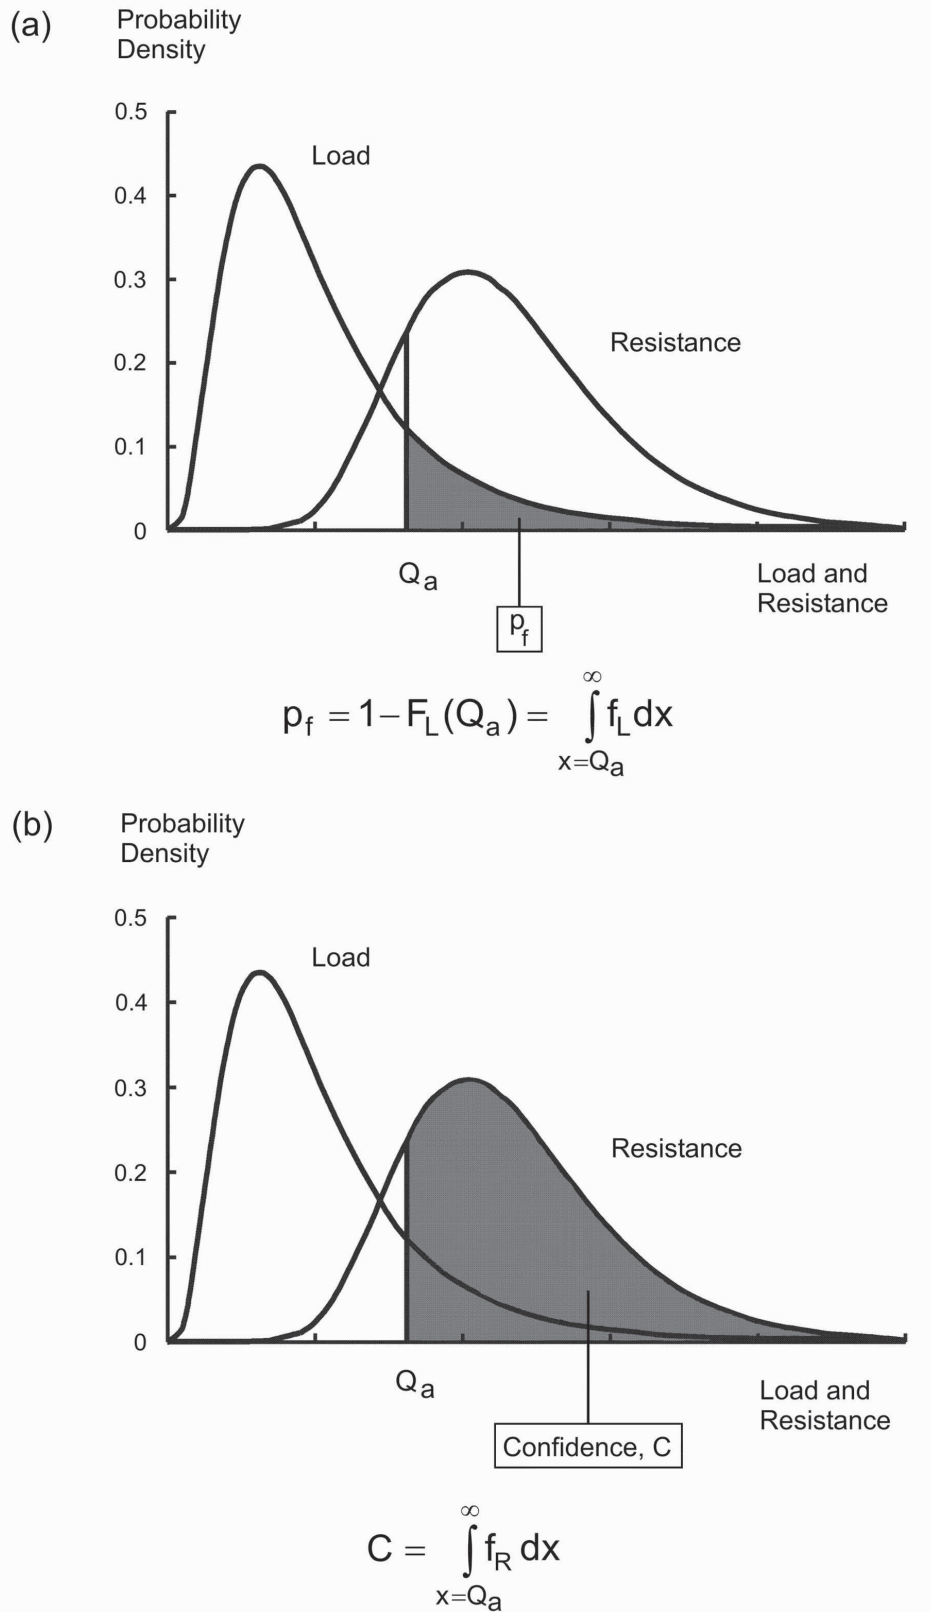 (a)
Probability
Density
0.5
Load
0.4
0.3
Resistance
0.2
0.1
0
Qa
Load and
Resistance
pf
pf = 1− FL(Qa) = ∞∫x=Qa fL dx
(b)
Probability
Density
0.5
Load
0.4
0.3
Resistance
0.2
0.1
0
Qa
Load and
Resistance
Confidence, C
C = ∞∫x=Qa fR dx